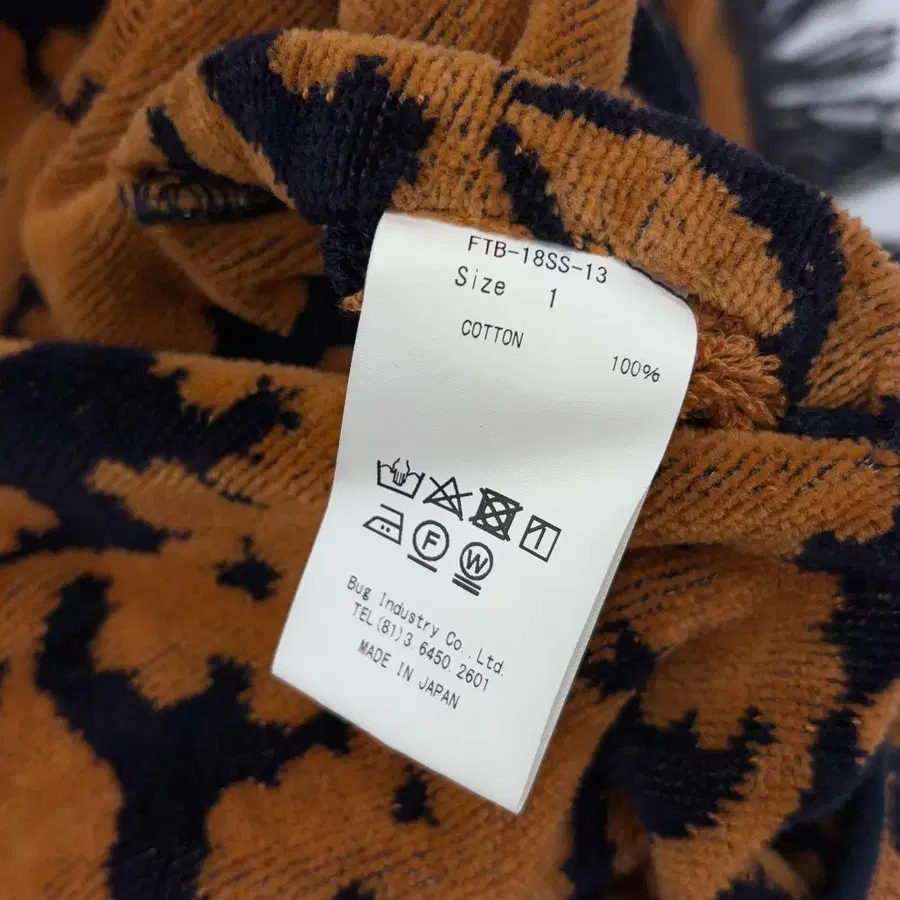 FTB-18SS-13
Size 1
COTTON
100%
F
W
Bug Industry Co.,Ltd.
TEL(81)3.6450.2601
MADE IN JAPAN